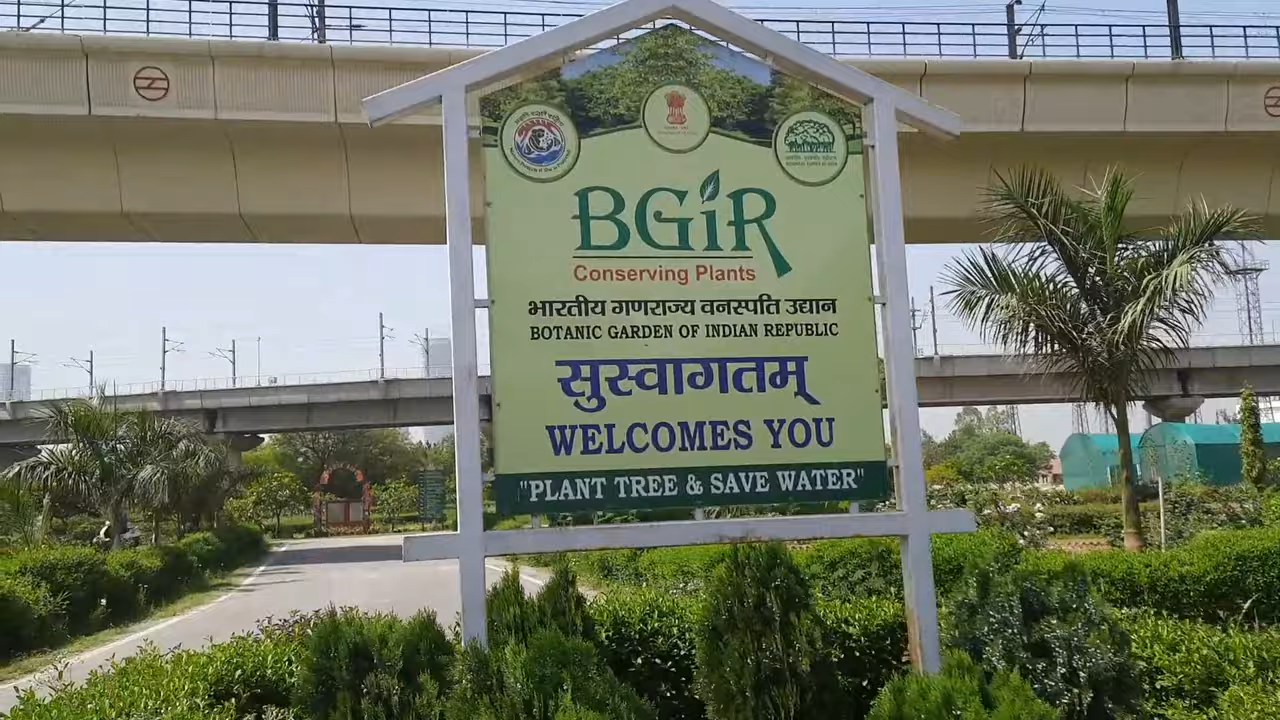 BGiR
Conserving Plants
भारतीय गणराज्य वनस्पति उद्यान
BOTANIC GARDEN OF INDIAN REPUBLIC
सुस्वागतम्
WELCOMES YOU
"PLANT TREE & SAVE WATER"